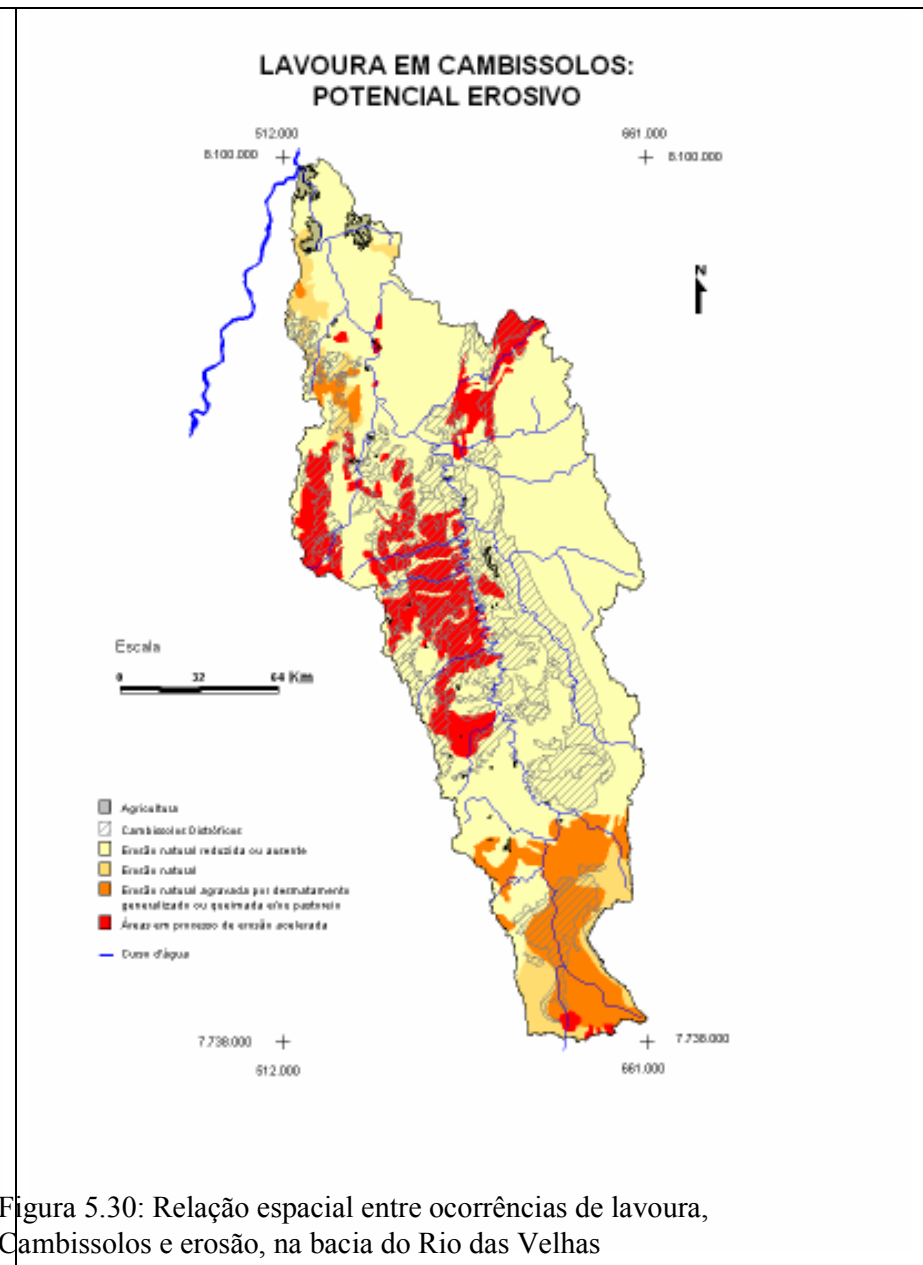 LAVOURA EM CAMBISSOLOS:
POTENCIAL EROSIVO
512.000
661.000
8.100.000
8.100.000
N
Escala
0 32 64 Km
Agricultura
Cambissolos Distróficos
Erosão natural reduzida ou ausente
Erosão natural
Erosão natural agravada por desmatamento
generalizado ou queimada e/ou pastoreio
Áreas em processo de erosão acelerada
Curso d'água
7.738.000
7.738.000
512.000
661.000
Figura 5.30: Relação espacial entre ocorrências de lavoura,
Cambissolos e erosão, na bacia do Rio das Velhas